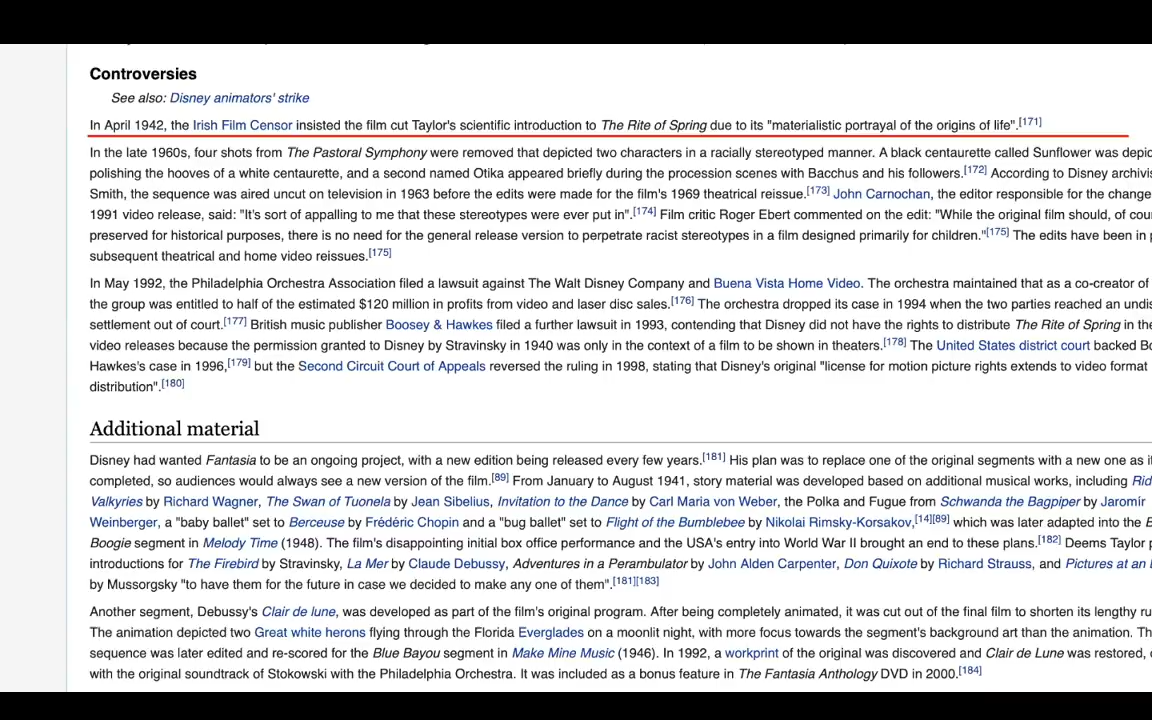 Controversies
See also: Disney animators' strike
In April 1942, the Irish Film Censor insisted the film cut Taylor's scientific introduction to The Rite of Spring due to its "materialistic portrayal of the origins of life".[171]
In the late 1960s, four shots from The Pastoral Symphony were removed that depicted two characters in a racially stereotyped manner. A black centaurette called Sunflower was depic
polishing the hooves of a white centaurette, and a second named Otika appeared briefly during the procession scenes with Bacchus and his followers.[172] According to Disney archivis
Smith, the sequence was aired uncut on television in 1963 before the edits were made for the film's 1969 theatrical reissue.[173] John Carnochan, the editor responsible for the change
1991 video release, said: "It's sort of appalling to me that these stereotypes were ever put in".[174] Film critic Roger Ebert commented on the edit: "While the original film should, of cou
preserved for historical purposes, there is no need for the general release version to perpetrate racist stereotypes in a film designed primarily for children."[175] The edits have been in
subsequent theatrical and home video reissues.[175]
In May 1992, the Philadelphia Orchestra Association filed a lawsuit against The Walt Disney Company and Buena Vista Home Video. The orchestra maintained that as a co-creator of
the group was entitled to half of the estimated $120 million in profits from video and laser disc sales.[176] The orchestra dropped its case in 1994 when the two parties reached an undis
settlement out of court.[177] British music publisher Boosey & Hawkes filed a further lawsuit in 1993, contending that Disney did not have the rights to distribute The Rite of Spring in the
video releases because the permission granted to Disney by Stravinsky in 1940 was only in the context of a film to be shown in theaters.[178] The United States district court backed Bo
Hawkes's case in 1996,[179] but the Second Circuit Court of Appeals reversed the ruling in 1998, stating that Disney's original "license for motion picture rights extends to video format
distribution".[180]
Additional material
Disney had wanted Fantasia to be an ongoing project, with a new edition being released every few years.[181] His plan was to replace one of the original segments with a new one as it
completed, so audiences would always see a new version of the film.[89] From January to August 1941, story material was developed based on additional musical works, including Rid
Valkyries by Richard Wagner, The Swan of Tuonela by Jean Sibelius, Invitation to the Dance by Carl Maria von Weber, the Polka and Fugue from Schwanda the Bagpiper by Jaromír
Weinberger, a "baby ballet" set to Berceuse by Frédéric Chopin and a "bug ballet" set to Flight of the Bumblebee by Nikolai Rimsky-Korsakov,[14][89] which was later adapted into the B
Boogie segment in Melody Time (1948). The film's disappointing initial box office performance and the USA's entry into World War II brought an end to these plans.[182] Deems Taylor p
introductions for The Firebird by Stravinsky, La Mer by Claude Debussy, Adventures in a Perambulator by John Alden Carpenter, Don Quixote by Richard Strauss, and Pictures at an
by Mussorgsky "to have them for the future in case we decided to make any one of them".[181][183]
Another segment, Debussy's Clair de lune, was developed as part of the film's original program. After being completely animated, it was cut out of the final film to shorten its lengthy ru
The animation depicted two Great white herons flying through the Florida Everglades on a moonlit night, with more focus towards the segment's background art than the animation. Th
sequence was later edited and re-scored for the Blue Bayou segment in Make Mine Music (1946). In 1992, a workprint of the original was discovered and Clair de Lune was restored,
with the original soundtrack of Stokowski with the Philadelphia Orchestra. It was included as a bonus feature in The Fantasia Anthology DVD in 2000.[184]